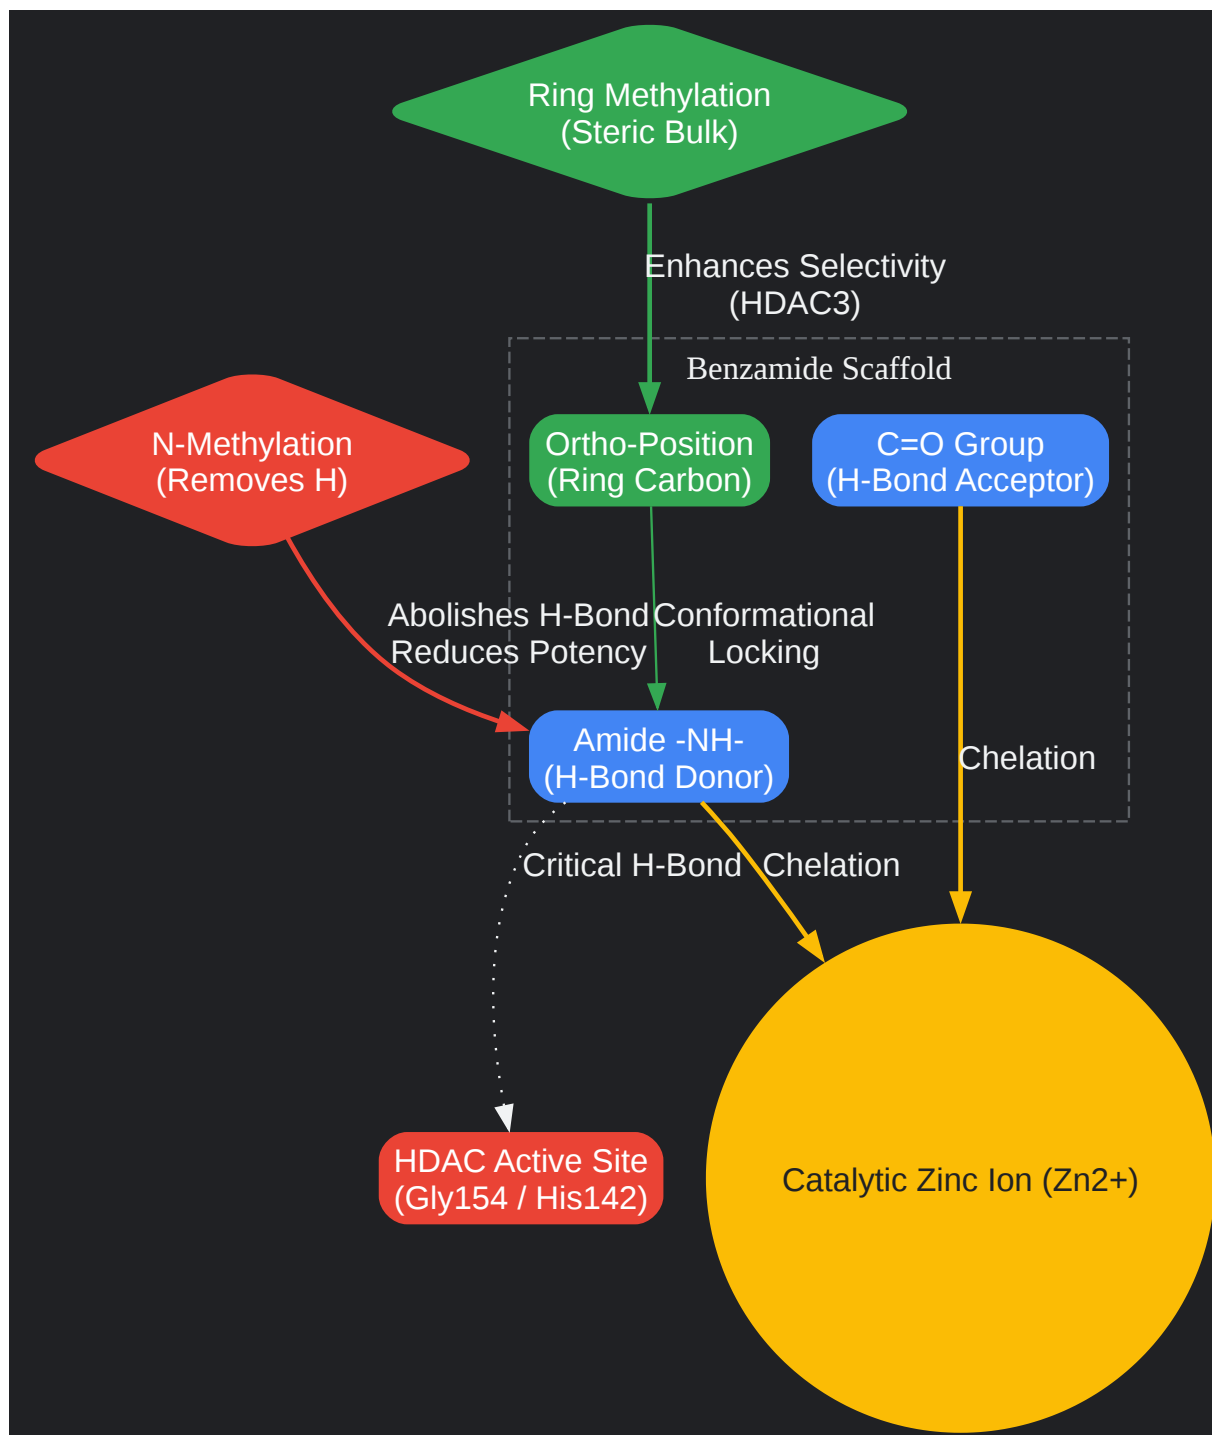 Ring Methylation
(Steric Bulk)
Enhances Selectivity
(HDAC3)
Benzamide Scaffold
N-Methylation
(Removes H)
Ortho-Position
(Ring Carbon)
C=O Group
(H-Bond Acceptor)
Abolishes H-Bond
Reduces Potency
Conformational
Locking
Amide -NH-
(H-Bond Donor)
Chelation
Critical H-Bond
Chelation
HDAC Active Site
(Gly154 / His142)
Catalytic Zinc Ion (Zn2+)